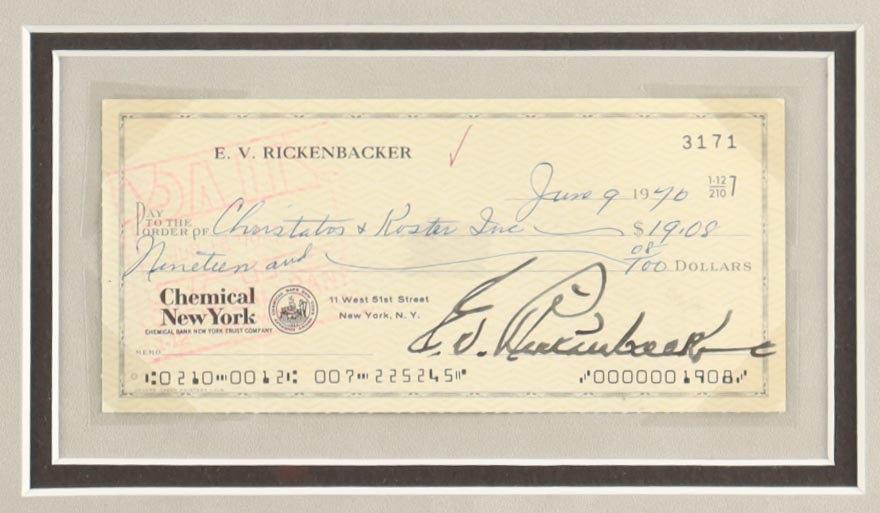 E. V. RICKENBACKER
3171
June 9 1970
1-12
210 7
PAY TO THE ORDER OF Christatos & Koster Inc $19.08
Nineteen and 08/100 DOLLARS
Chemical New York
CHEMICAL BANK NEW YORK TRUST COMPANY
11 West 51st Street
New York, N. Y.
E.V. Rickenbacker
MEMO
⑆0210⑉0012⑆ 007⑉225245⑈ ⑇0000001908⑇